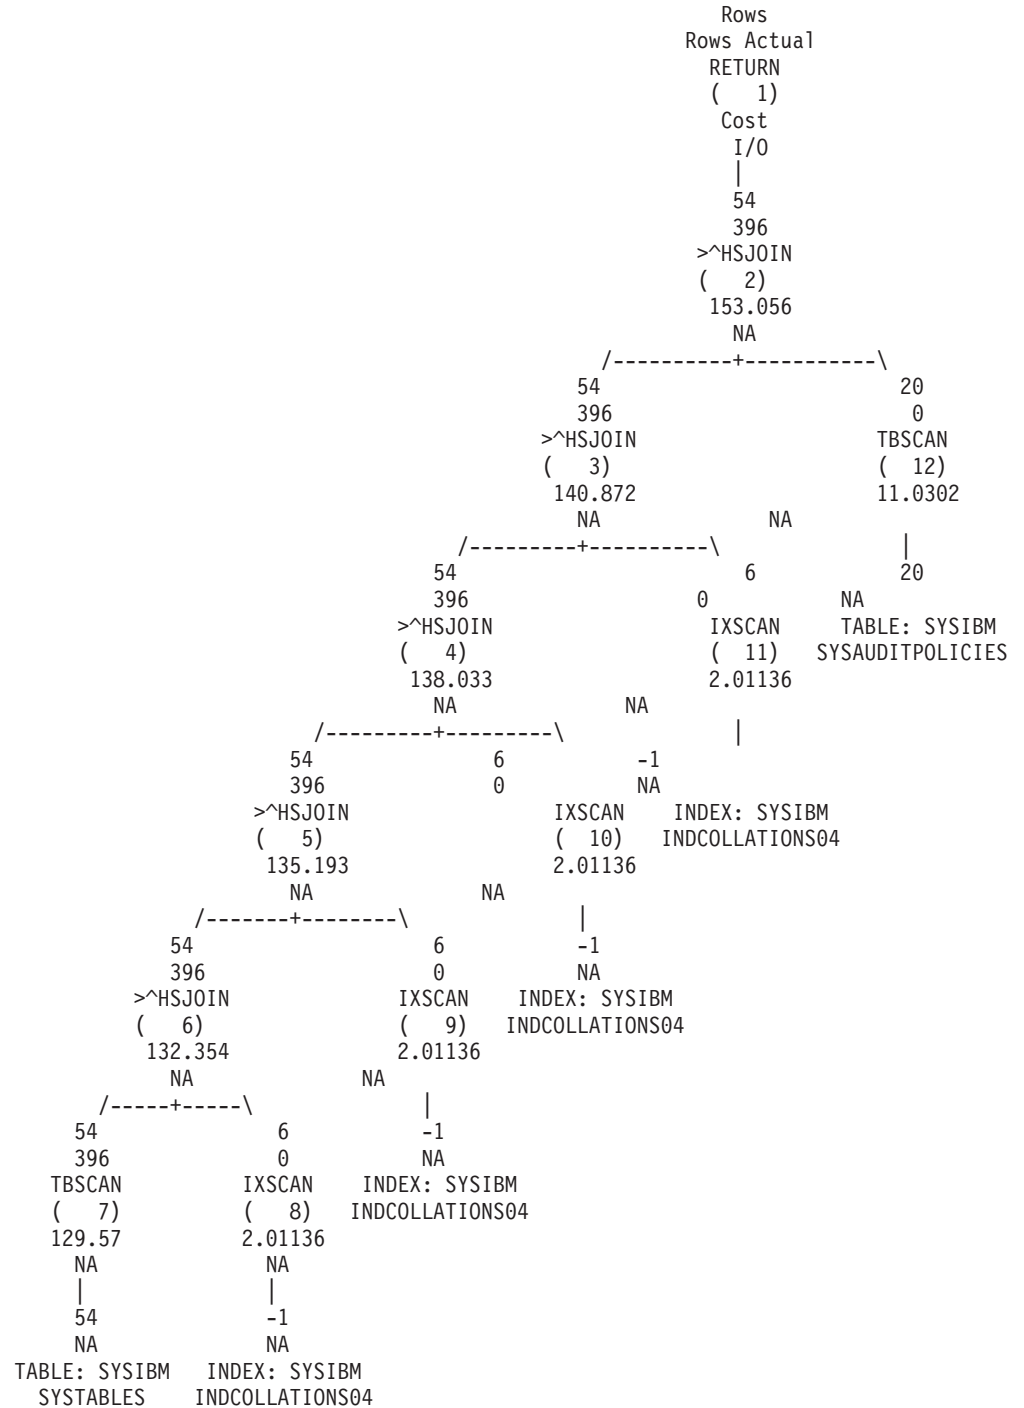 Rows
Rows Actual
RETURN
(   1)
Cost
I/O
|
54
396
>^HSJOIN
(   2)
153.056
NA
/----------+-----------\
54   20
396   0
>^HSJOIN   TBSCAN
(   3)   (  12)
140.872   11.0302
NA   NA
/---------+----------\   |
54   6   20
396   0   NA
>^HSJOIN   IXSCAN   TABLE: SYSIBM
(   4)   (  11)   SYSAUDITPOLICIES
138.033   2.01136
NA   NA
/---------+---------\   |
54   6   -1
396   0   NA
>^HSJOIN   IXSCAN   INDEX: SYSIBM
(   5)   (  10)   INDCOLLATIONS04
135.193   2.01136
NA   NA
/-------+--------\   |
54   6   -1
396   0   NA
>^HSJOIN   IXSCAN   INDEX: SYSIBM
(   6)   (   9)   INDCOLLATIONS04
132.354   2.01136
NA   NA
/-----+-----\   |
54   6   -1
396   0   NA
TBSCAN   IXSCAN   INDEX: SYSIBM
(   7)   (   8)   INDCOLLATIONS04
129.57   2.01136
NA   NA
|   |
54   -1
NA   NA
TABLE: SYSIBM   INDEX: SYSIBM
SYSTABLES   INDCOLLATIONS04